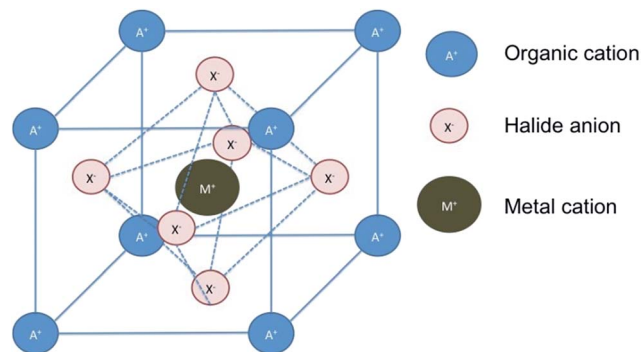 A⁺ A⁺
A⁺ Organic cation
X⁻
A⁺ A⁺
X⁻ Halide anion
X⁻
X⁻ X⁻
M⁺
M⁺ Metal cation
X⁻
A⁺ A⁺
X⁻
A⁺ A⁺